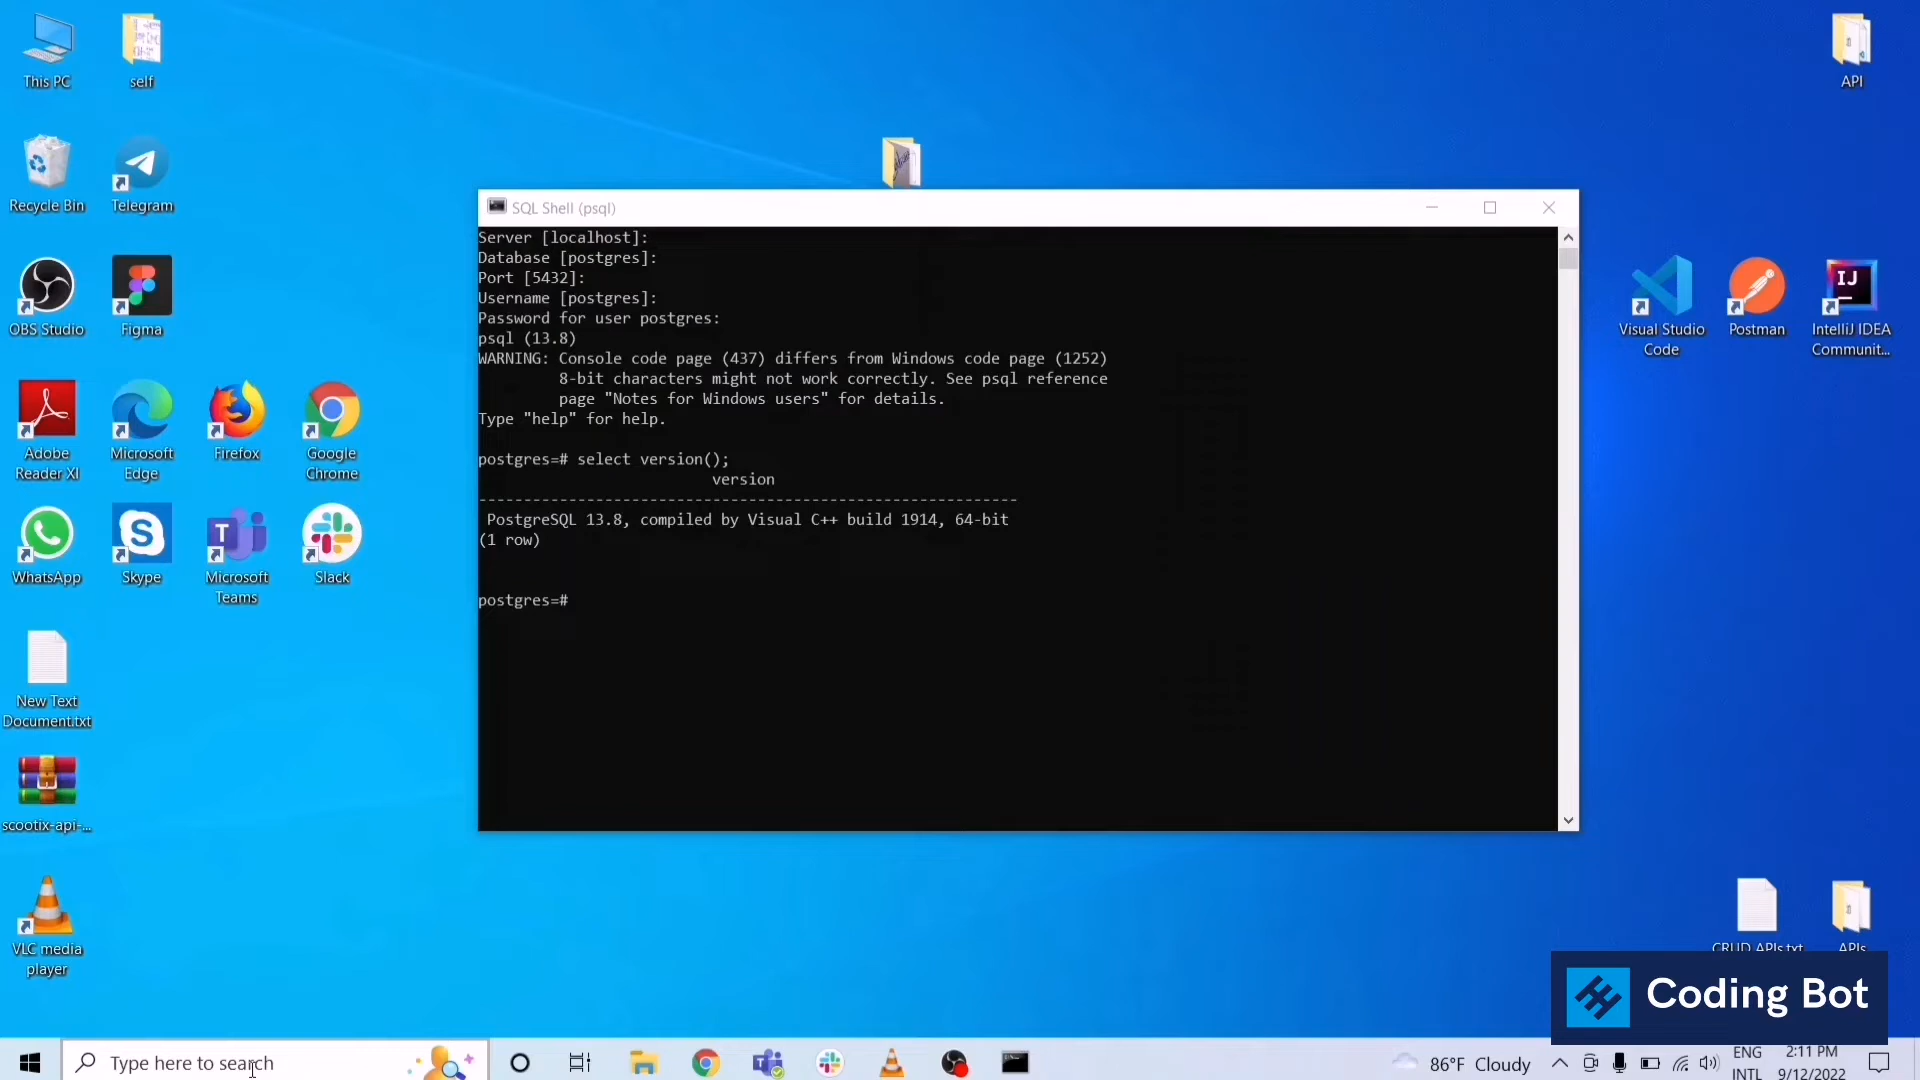 This PC
self
API
Recycle Bin
Telegram
SQL Shell (psql)
Server [localhost]:
Database [postgres]:
Port [5432]:
Username [postgres]:
Password for user postgres:
psql (13.8)
WARNING: Console code page (437) differs from Windows code page (1252)
8-bit characters might not work correctly. See psql reference
page "Notes for Windows users" for details.
Type "help" for help.
postgres=# select version();
version
-----------------------------------------------------------
PostgreSQL 13.8, compiled by Visual C++ build 1914, 64-bit
(1 row)
postgres=#
OBS Studio
Figma
Visual Studio
Code
Postman
IJ
IntelliJ IDEA
Communit...
Adobe
Reader XI
Microsoft
Edge
Firefox
Google
Chrome
WhatsApp
Skype
Microsoft
Teams
Slack
New Text
Document.txt
scootix-api-...
VLC media
player
CRUD APIs.txt
APIs
Coding Bot
Type here to search
86°F Cloudy
ENG
INTL
2:11 PM
9/12/2022